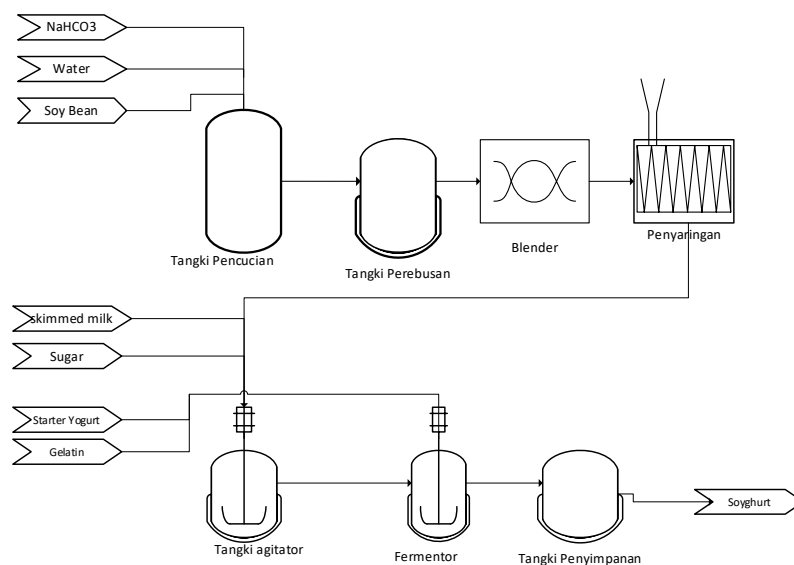 NaHCO3
Water
Soy Bean
Tangki Pencucian
Tangki Perebusan
Blender
Penyaringan
skimmed milk
Sugar
Starter Yogurt
Gelatin
Tangki agitator
Fermentor
Tangki Penyimpanan
Soyghurt